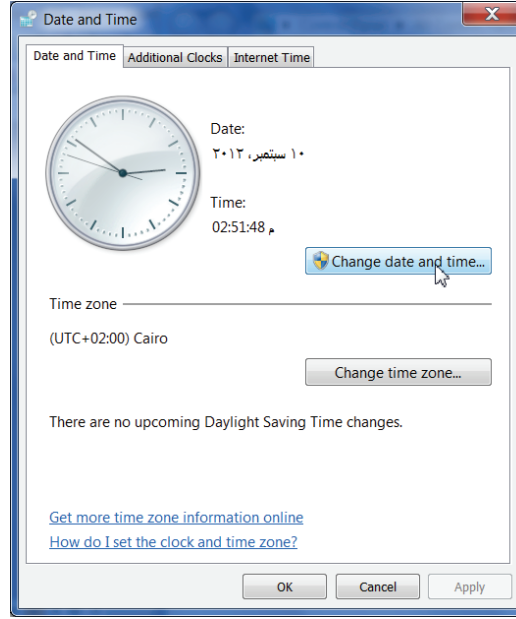 Date and Time
Date and Time Additional Clocks Internet Time
Date:
١٠ سبتمبر، ٢٠١٢
Time:
02:51:48 م
Change date and time...
Time zone
(UTC+02:00) Cairo
Change time zone...
There are no upcoming Daylight Saving Time changes.
Get more time zone information online
How do I set the clock and time zone?
OK Cancel Apply